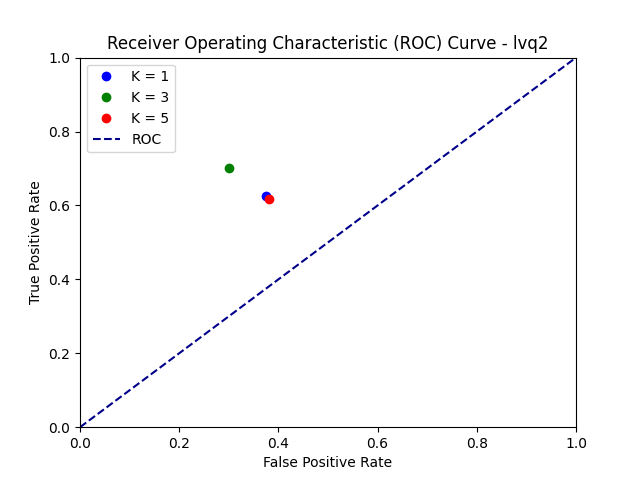 Receiver Operating Characteristic (ROC) Curve - lvq2
1.0
0.8
0.6
0.4
0.2
0.0
True Positive Rate
K = 1
K = 3
K = 5
ROC
0.0 0.2 0.4 0.6 0.8 1.0
False Positive Rate